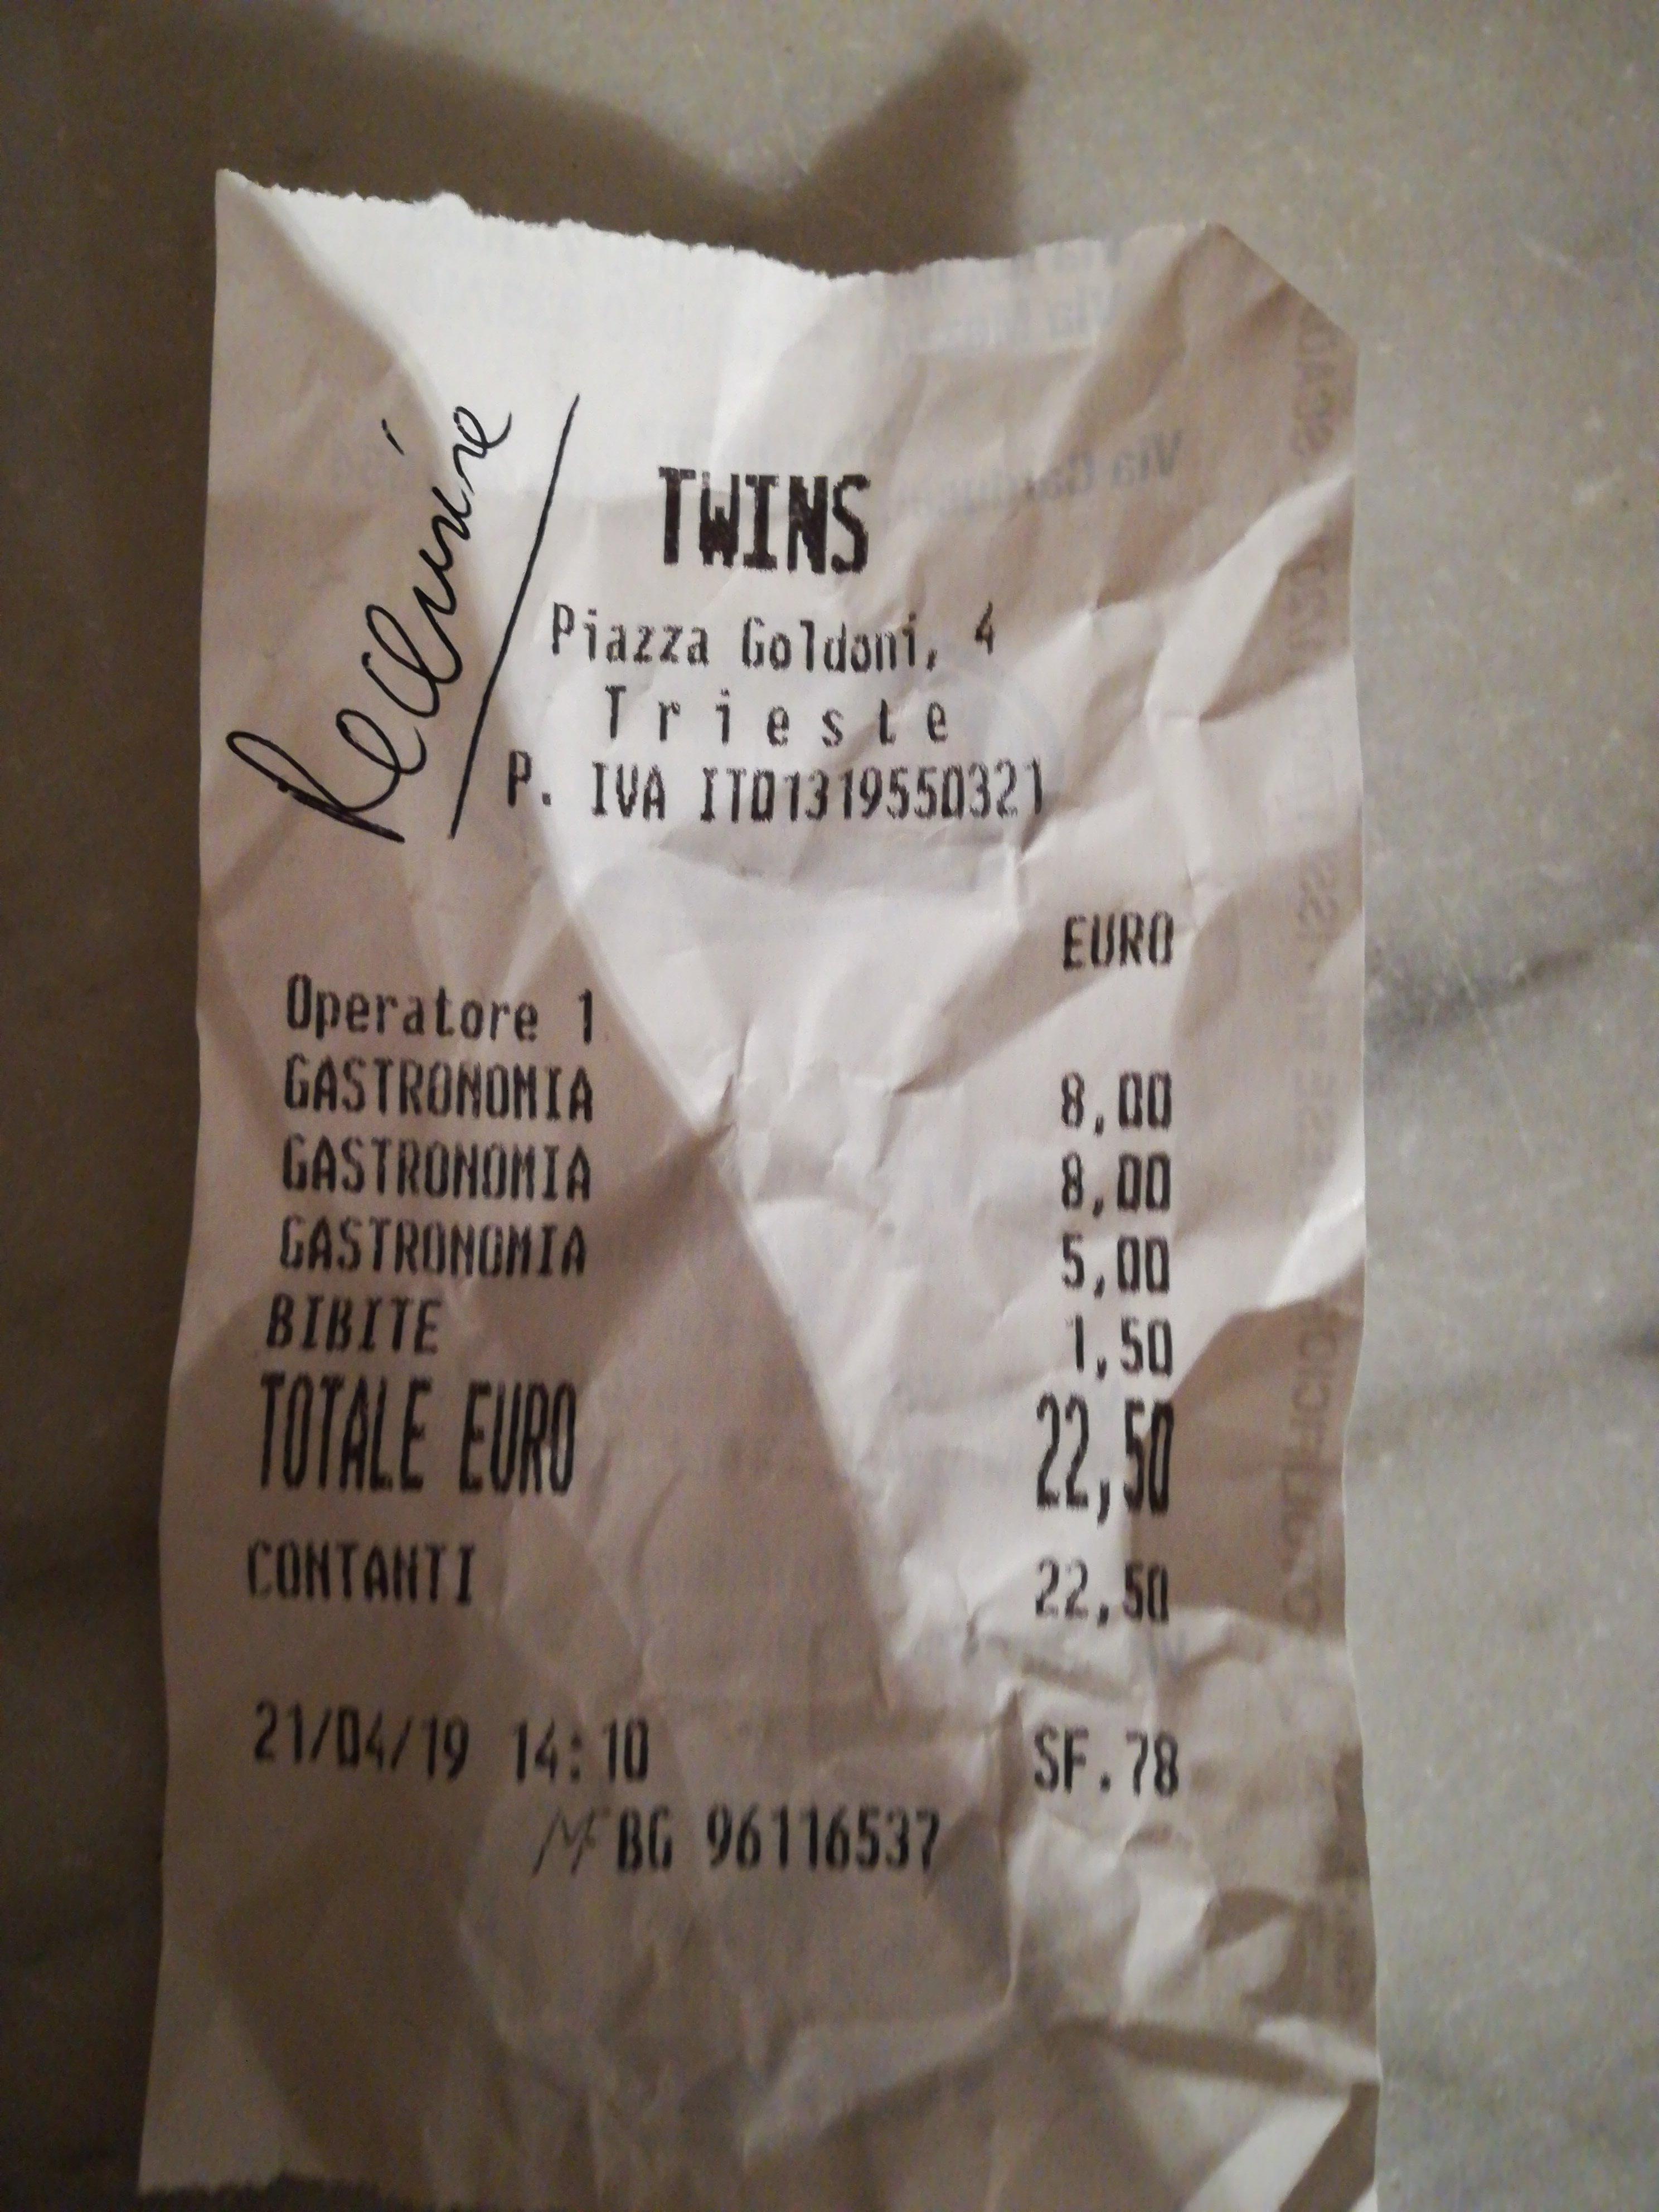 Recensire
TWINS
Piazza Goldoni, 4
Trieste
P. IVA IT01319550321
EURO
Operatore 1
GASTRONOMIA 8,00
GASTRONOMIA 8,00
GASTRONOMIA 5,00
BIBITE 1,50
TOTALE EURO 22,50
CONTANTI 22,50
21/04/19 14:10 SF.78
MF BG 96116537